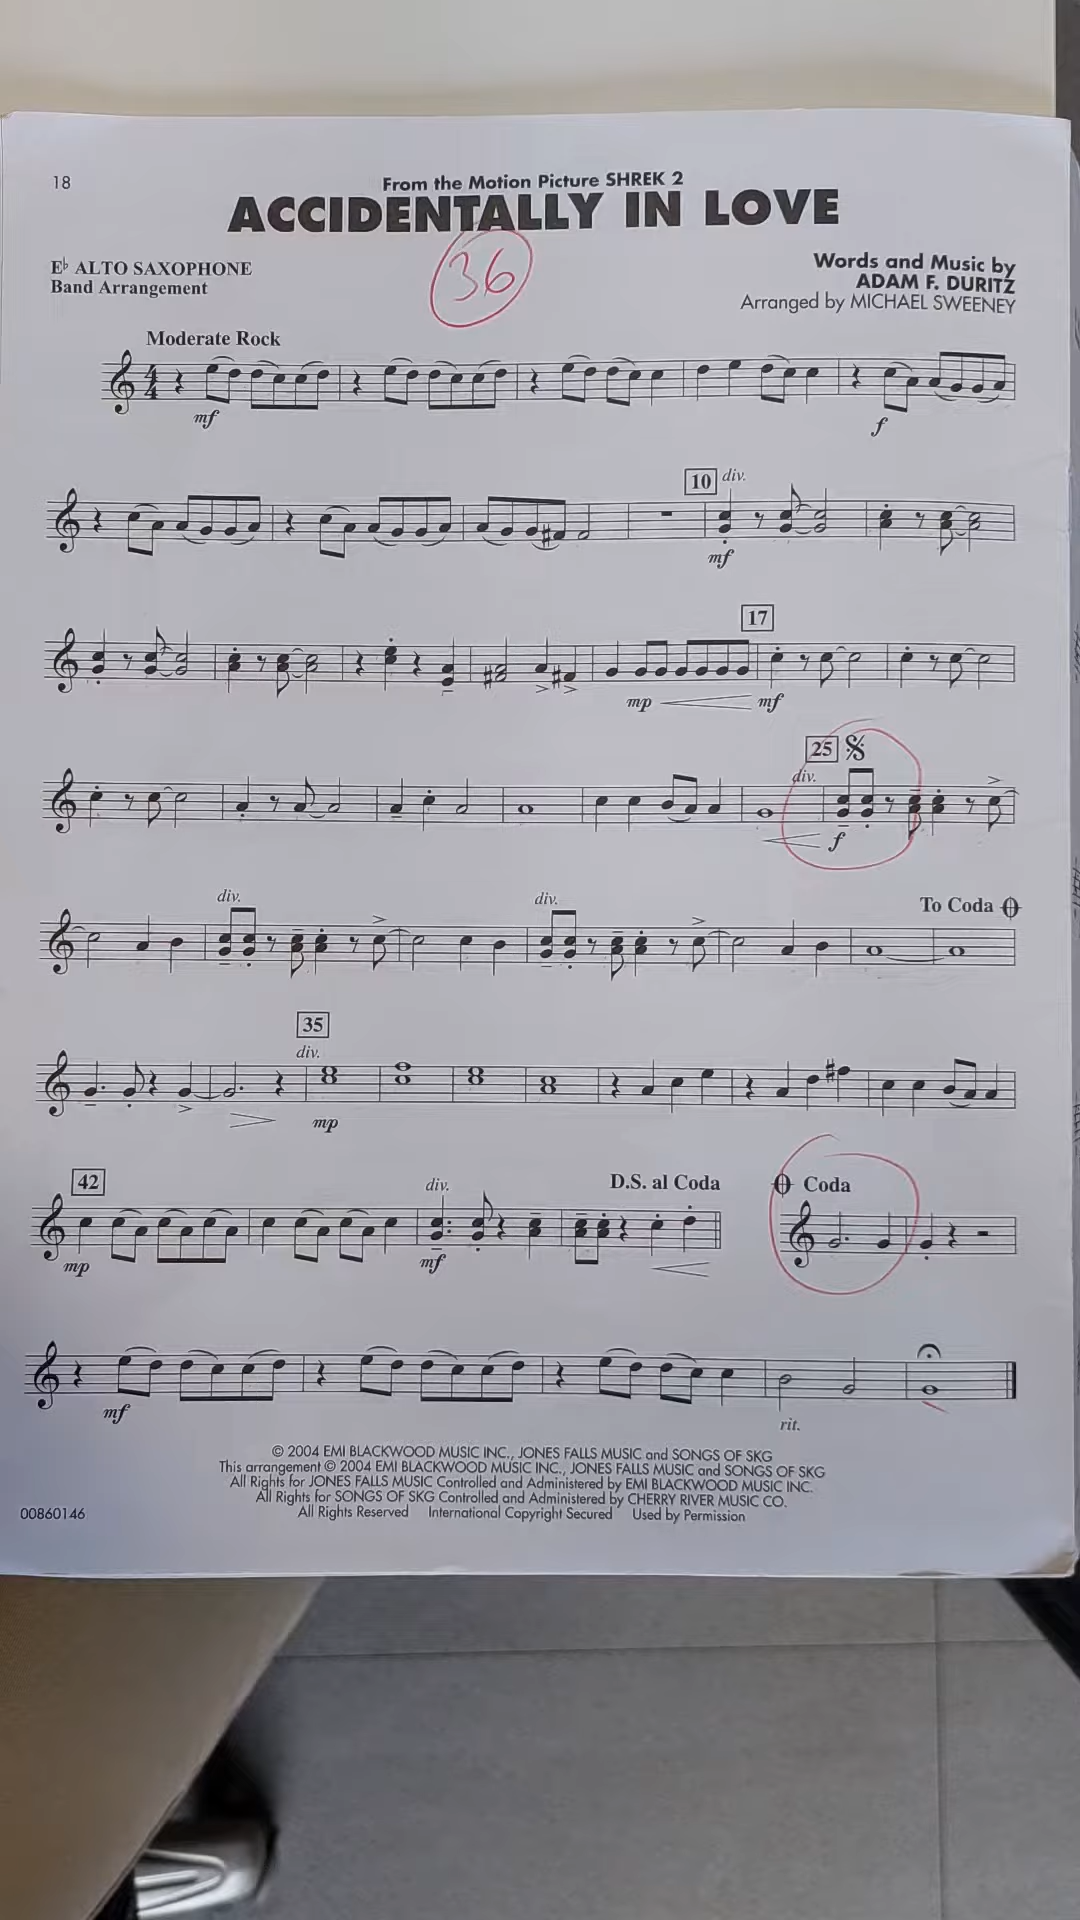 18
From the Motion Picture SHREK 2
ACCIDENTALLY IN LOVE
36
E♭ ALTO SAXOPHONE
Band Arrangement
Words and Music by
ADAM F. DURITZ
Arranged by MICHAEL SWEENEY
Moderate Rock
4
4
mf
f
10
div.
mf
17
mp
mf
25
div.
f
div.
div.
To Coda
35
div.
mp
42
div.
D.S. al Coda
Coda
mp
mf
mf
rit.
© 2004 EMI BLACKWOOD MUSIC INC., JONES FALLS MUSIC and SONGS OF SKG
This arrangement © 2004 EMI BLACKWOOD MUSIC INC., JONES FALLS MUSIC and SONGS OF SKG
All Rights for JONES FALLS MUSIC Controlled and Administered by EMI BLACKWOOD MUSIC INC.
All Rights for SONGS OF SKG Controlled and Administered by CHERRY RIVER MUSIC CO.
All Rights Reserved International Copyright Secured Used by Permission
00860146